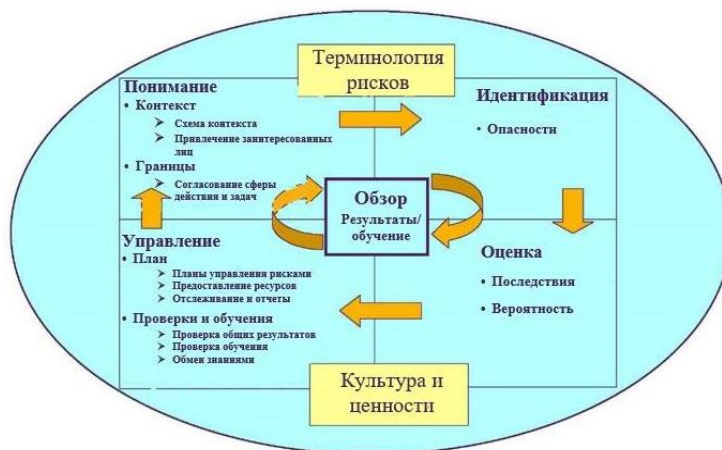 Терминология
рисков
Понимание
• Контекст
➢ Схема контекста
➢ Привлечение заинтересованных
лиц
• Границы
➢ Согласование сферы
действия и задач
Идентификация
• Опасности
Обзор
Результаты/
обучение
Управление
• План
➢ Планы управления рисками
➢ Предоставление ресурсов
➢ Отслеживание и отчеты
• Проверки и обучения
➢ Проверка общих результатов
➢ Проверка обучения
➢ Обмен знаниями
Оценка
• Последствия
• Вероятность
Культура и
ценности